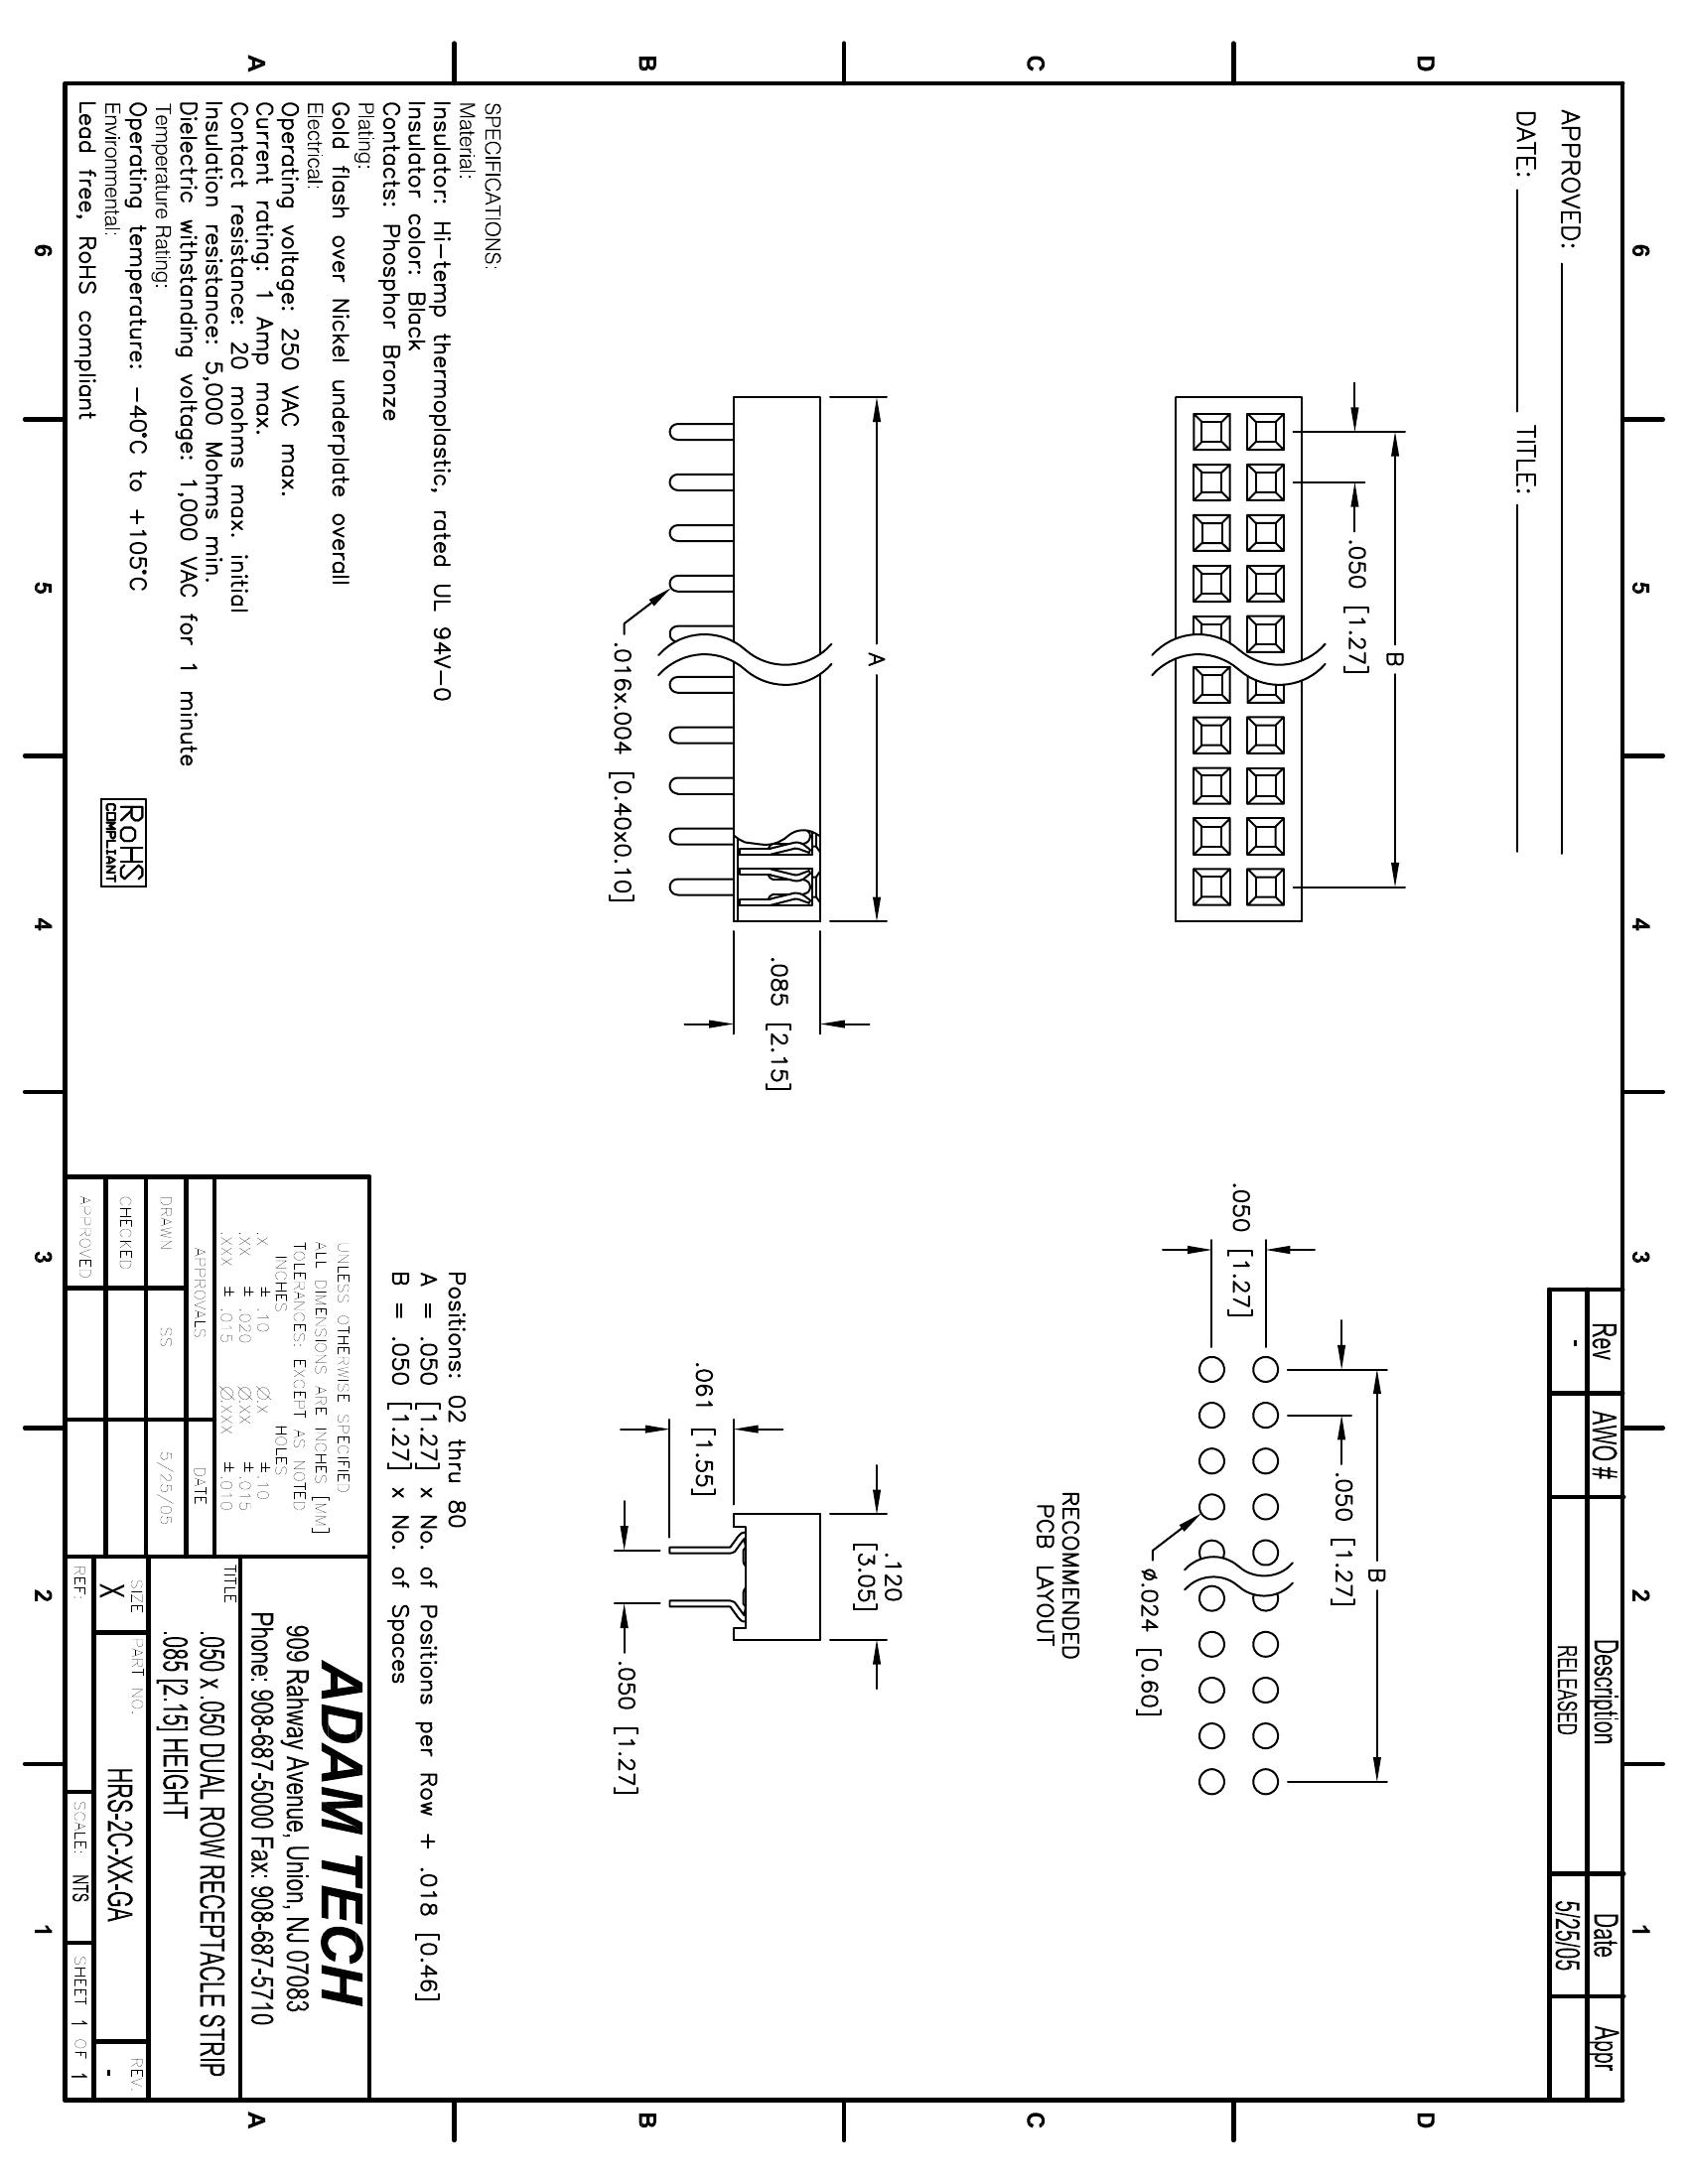 APPROVED:
DATE:
TITLE:
Rev
AWO #
Description
Date
Appr
-
RELEASED
5/25/05
D
C
B
A
D
C
B
A
6
5
4
3
2
1
6
5
4
3
2
1
B
.050 [1.27]
A
.016x.004 [0.40x0.10]
.085 [2.15]
.050 [1.27]
B
.050 [1.27]
ø.024 [0.60]
RECOMMENDED
PCB LAYOUT
.120
[3.05]
.061 [1.55]
.050 [1.27]
SPECIFICATIONS:
Material:
Insulator: Hi-temp thermoplastic, rated UL 94V-0
Insulator color: Black
Contacts: Phosphor Bronze
Plating:
Gold flash over Nickel underplate overall
Electrical:
Operating voltage: 250 VAC max.
Current rating: 1 Amp max.
Contact resistance: 20 mohms max. initial
Insulation resistance: 5,000 Mohms min.
Dielectric withstanding voltage: 1,000 VAC for 1 minute
Temperature Rating:
Operating temperature: -40°C to +105°C
Environmental:
Lead free, RoHS compliant
RoHS
COMPLIANT
Positions: 02 thru 80
A = .050 [1.27] x No. of Positions per Row + .018 [0.46]
B = .050 [1.27] x No. of Spaces
UNLESS OTHERWISE SPECIFIED
ALL DIMENSIONS ARE INCHES [MM]
TOLERANCES: EXCEPT AS NOTED
INCHES HOLES
.X ± .10 Ø.X ± .10
.XX ± .020 Ø.XX ± .015
.XXX ± .015 Ø.XXX ± .010
APPROVALS
DATE
DRAWN
SS
5/25/05
CHECKED
APPROVED
ADAM TECH
909 Rahway Avenue, Union, NJ 07083
Phone: 908-687-5000 Fax: 908-687-5710
TITLE
.050 x .050 DUAL ROW RECEPTACLE STRIP
.085 [2.15] HEIGHT
SIZE
X
PART NO.
HRS-2C-XX-GA
REV.
-
REF:
SCALE: NTS
SHEET 1 OF 1